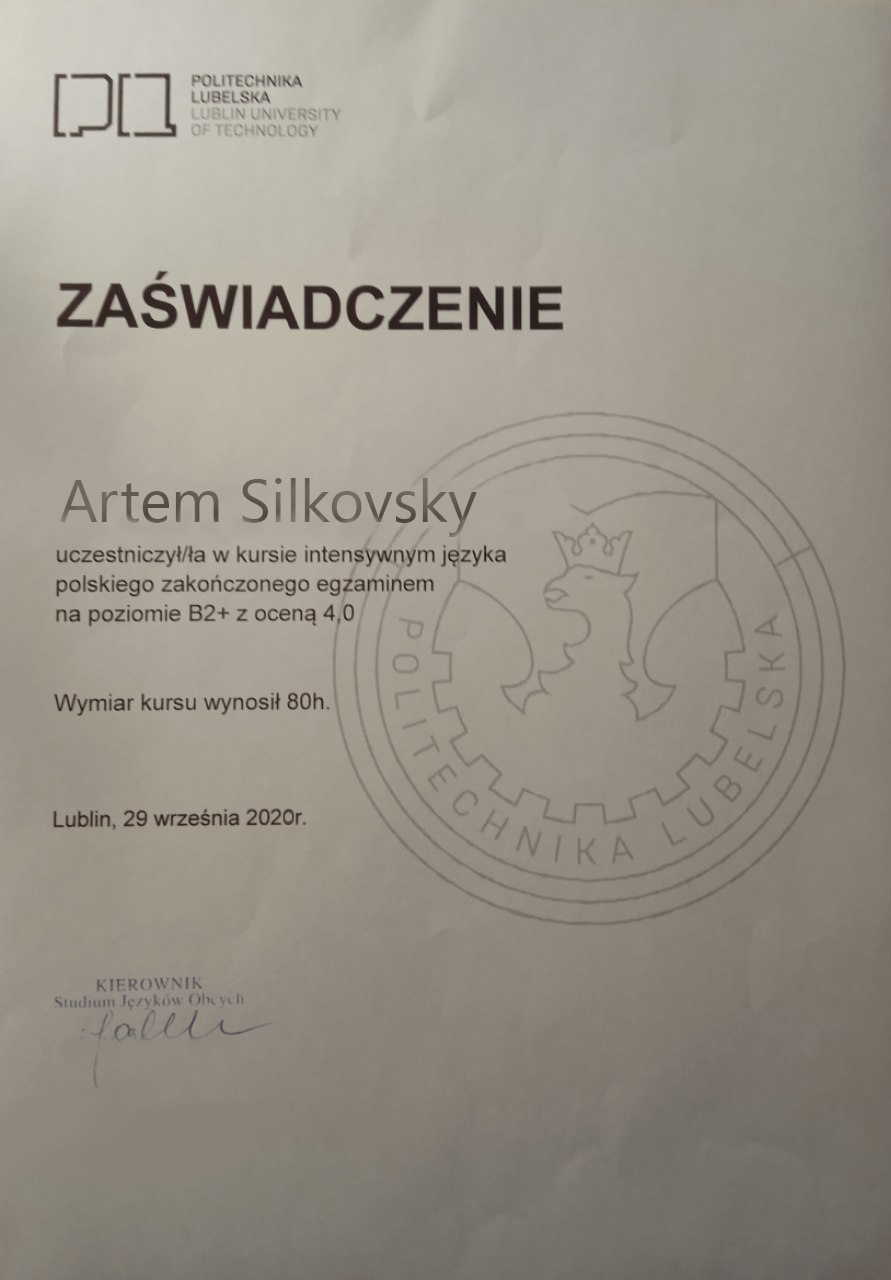 POLITECHNIKA
LUBELSKA
LUBLIN UNIVERSITY
OF TECHNOLOGY
ZAŚWIADCZENIE
Artem Silkovsky
uczestniczył/ła w kursie intensywnym języka
polskiego zakończonego egzaminem
na poziomie B2+ z oceną 4,0
Wymiar kursu wynosił 80h.
POLITECHNIKA LUBELSKA
Lublin, 29 września 2020r.
KIEROWNIK
Studium Języków Obcych